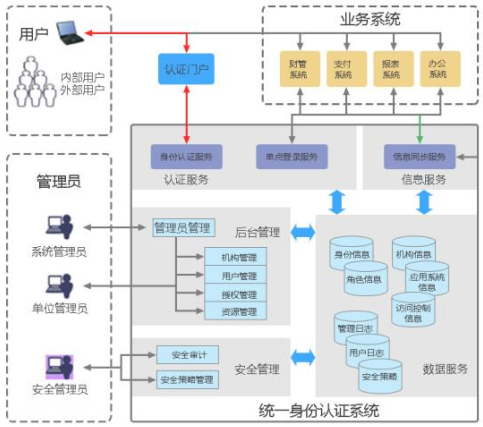 用户
业务系统
内部用户
外部用户
认证门户
财管
系统
支付
系统
报表
系统
办公
系统
身份认证服务
单点登录服务
信息同步服务
认证服务
信息服务
管理员
系统管理员
单位管理员
安全管理员
管理员管理
后台管理
机构管理
用户管理
授权管理
资源管理
安全审计
安全策略管理
安全管理
身份信息
角色信息
机构信息
应用系统
信息
访问控制
信息
管理日志
用户日志
安全策略
数据服务
统一身份认证系统